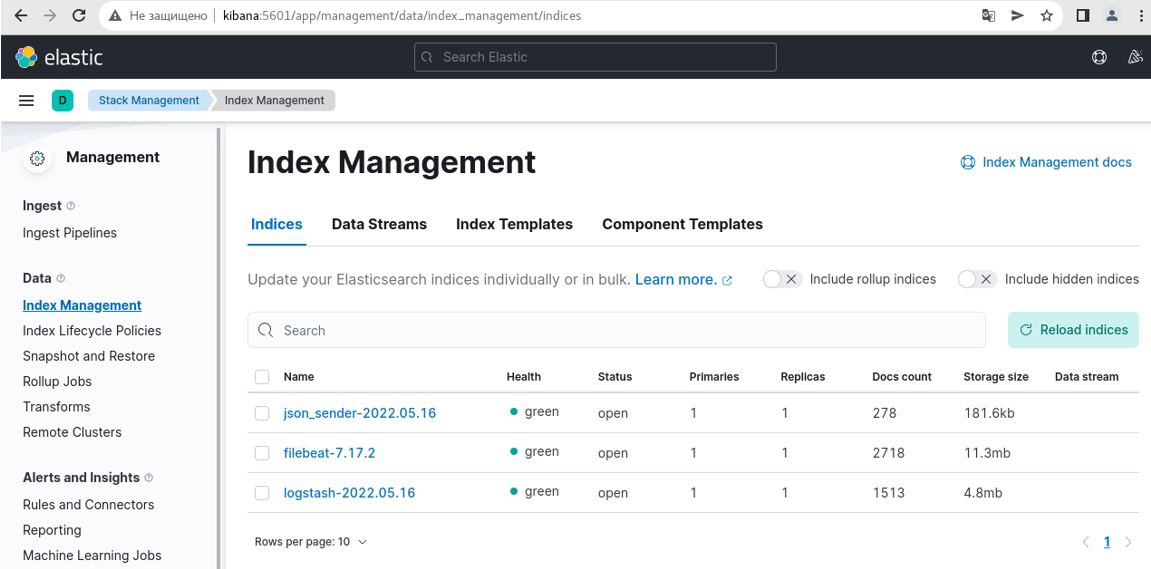 Не защищено kibana:5601/app/management/data/index_management/indices
elastic Search Elastic
D Stack Management Index Management
Management
Ingest
Ingest Pipelines
Data
Index Management
Index Lifecycle Policies
Snapshot and Restore
Rollup Jobs
Transforms
Remote Clusters
Alerts and Insights
Rules and Connectors
Reporting
Machine Learning Jobs
Index Management Index Management docs
Indices Data Streams Index Templates Component Templates
Update your Elasticsearch indices individually or in bulk. Learn more. Include rollup indices Include hidden indices
Search Reload indices
Name Health Status Primaries Replicas Docs count Storage size Data stream
json_sender-2022.05.16 green open 1 1 278 181.6kb
filebeat-7.17.2 green open 1 1 2718 11.3mb
logstash-2022.05.16 green open 1 1 1513 4.8mb
Rows per page: 10 1